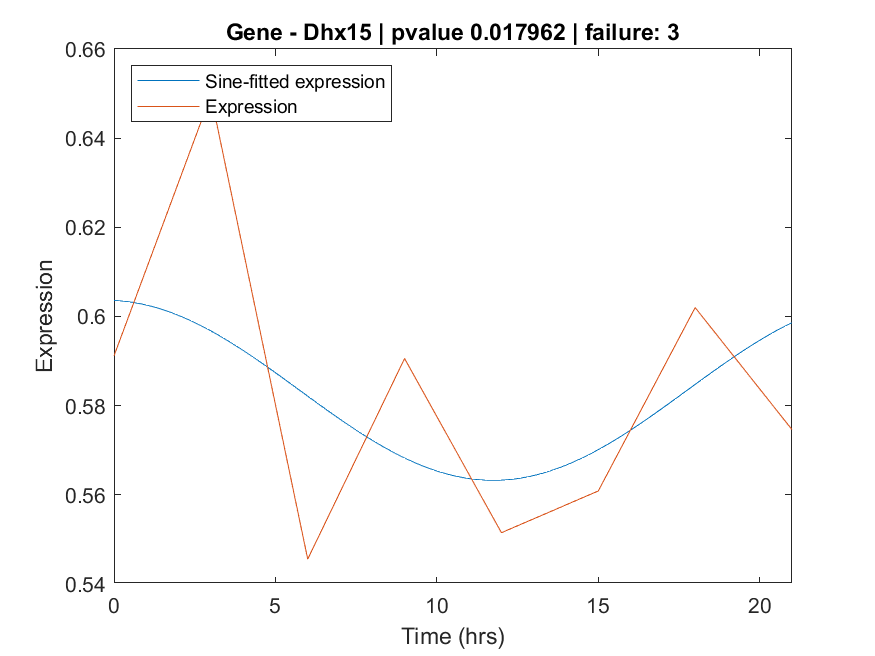 Gene - Dhx15 | pvalue 0.017962 | failure: 3
0.66
Sine-fitted expression
Expression
0.64
0.62
0.6
0.58
0.56
0.54
Expression
0
5
10
15
20
Time (hrs)